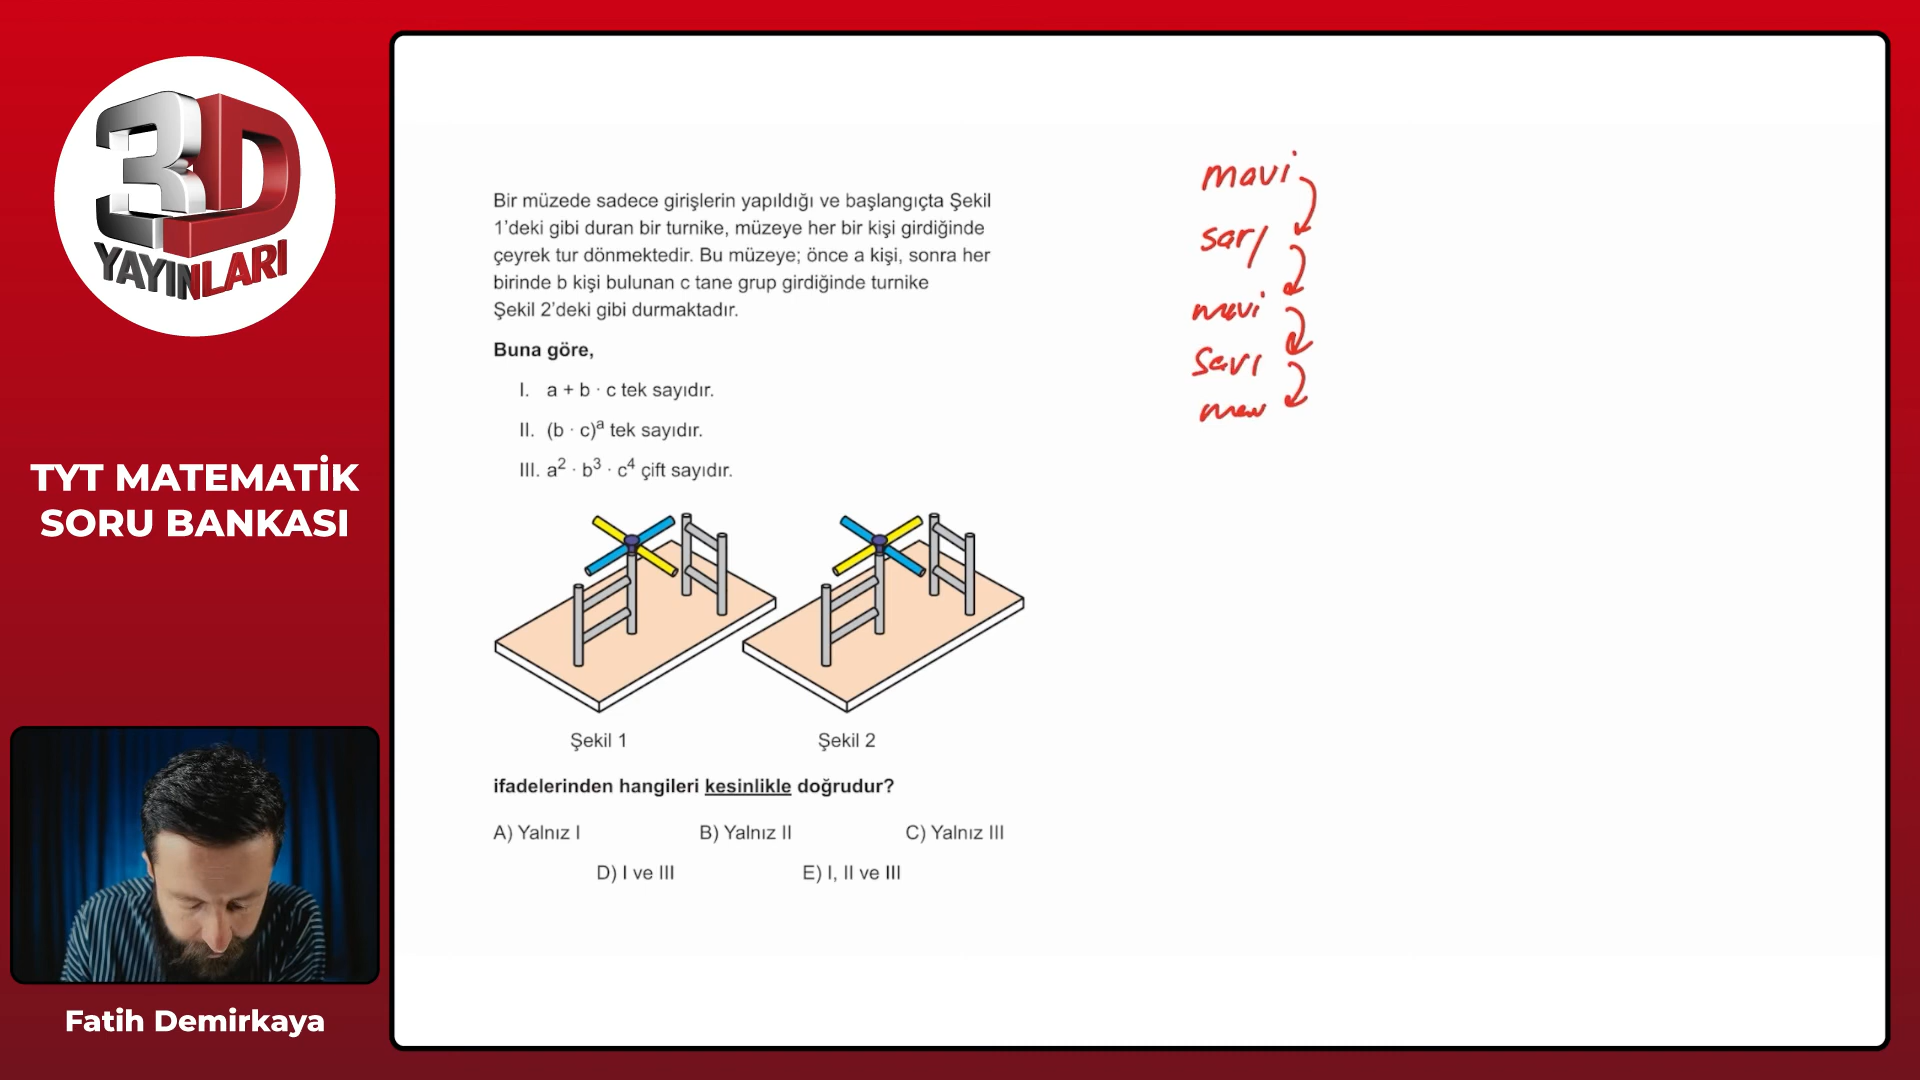 3D
YAYINLARI
TYT MATEMATİK
SORU BANKASI
Fatih Demirkaya
Bir müzede sadece girişlerin yapıldığı ve başlangıçta Şekil
1'deki gibi duran bir turnike, müzeye her bir kişi girdiğinde
çeyrek tur dönmektedir. Bu müzeye; önce a kişi, sonra her
birinde b kişi bulunan c tane grup girdiğinde turnike
Şekil 2'deki gibi durmaktadır.
Buna göre,
I. a + b · c tek sayıdır.
II. (b · c)ᵃ tek sayıdır.
III. a² · b³ · c⁴ çift sayıdır.
Şekil 1 Şekil 2
ifadelerinden hangileri kesinlikle doğrudur?
A) Yalnız I B) Yalnız II C) Yalnız III
D) I ve III E) I, II ve III
mavi
sarı
mavi
sarı
mav